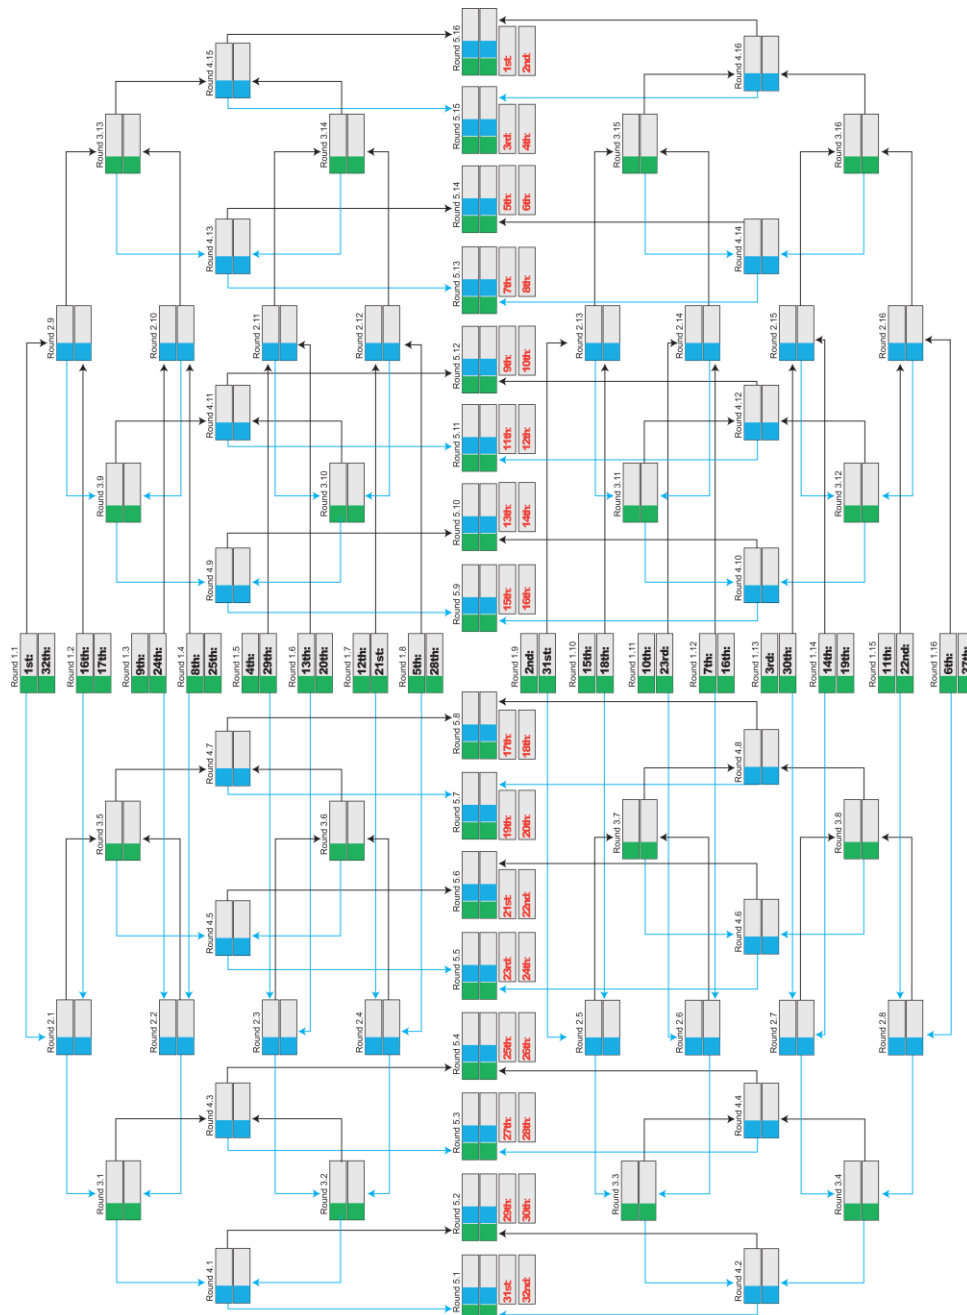 Round 5.16
1st:
2nd:
Round 4.15
Round 4.16
Round 5.15
3rd:
4th:
Round 3.13
Round 3.14
Round 3.15
Round 3.16
Round 5.14
5th:
6th:
Round 4.13
Round 4.14
Round 5.13
7th:
8th:
Round 2.9
Round 2.10
Round 2.11
Round 2.12
Round 2.13
Round 2.14
Round 2.15
Round 2.16
Round 5.12
9th:
10th:
Round 4.11
Round 4.12
Round 5.11
11th:
12th:
Round 3.9
Round 3.10
Round 3.11
Round 3.12
Round 5.10
13th:
14th:
Round 4.9
Round 4.10
Round 5.9
15th:
16th:
Round 1.1
1st:
32th:
Round 1.2
16th:
17th:
Round 1.3
9th:
24th:
Round 1.4
8th:
25th:
Round 1.5
4th:
29th:
Round 1.6
13th:
20th:
Round 1.7
12th:
21st:
Round 1.8
5th:
28th:
Round 1.9
2nd:
31st:
Round 1.10
15th:
18th:
Round 1.11
10th:
23rd:
Round 1.12
7th:
16th:
Round 1.13
3rd:
30th:
Round 1.14
14th:
19th:
Round 1.15
11th:
22nd:
Round 1.16
6th:
27th:
Round 5.8
17th:
18th:
Round 4.7
Round 4.8
Round 5.7
19th:
20th:
Round 3.5
Round 3.6
Round 3.7
Round 3.8
Round 5.6
21st:
22nd:
Round 4.5
Round 4.6
Round 5.5
23rd:
24th:
Round 2.1
Round 2.2
Round 2.3
Round 2.4
Round 2.5
Round 2.6
Round 2.7
Round 2.8
Round 5.4
25th:
26th:
Round 4.3
Round 4.4
Round 5.3
27th:
28th:
Round 3.1
Round 3.2
Round 3.3
Round 3.4
Round 5.2
29th:
30th:
Round 4.1
Round 4.2
Round 5.1
31st:
32nd: